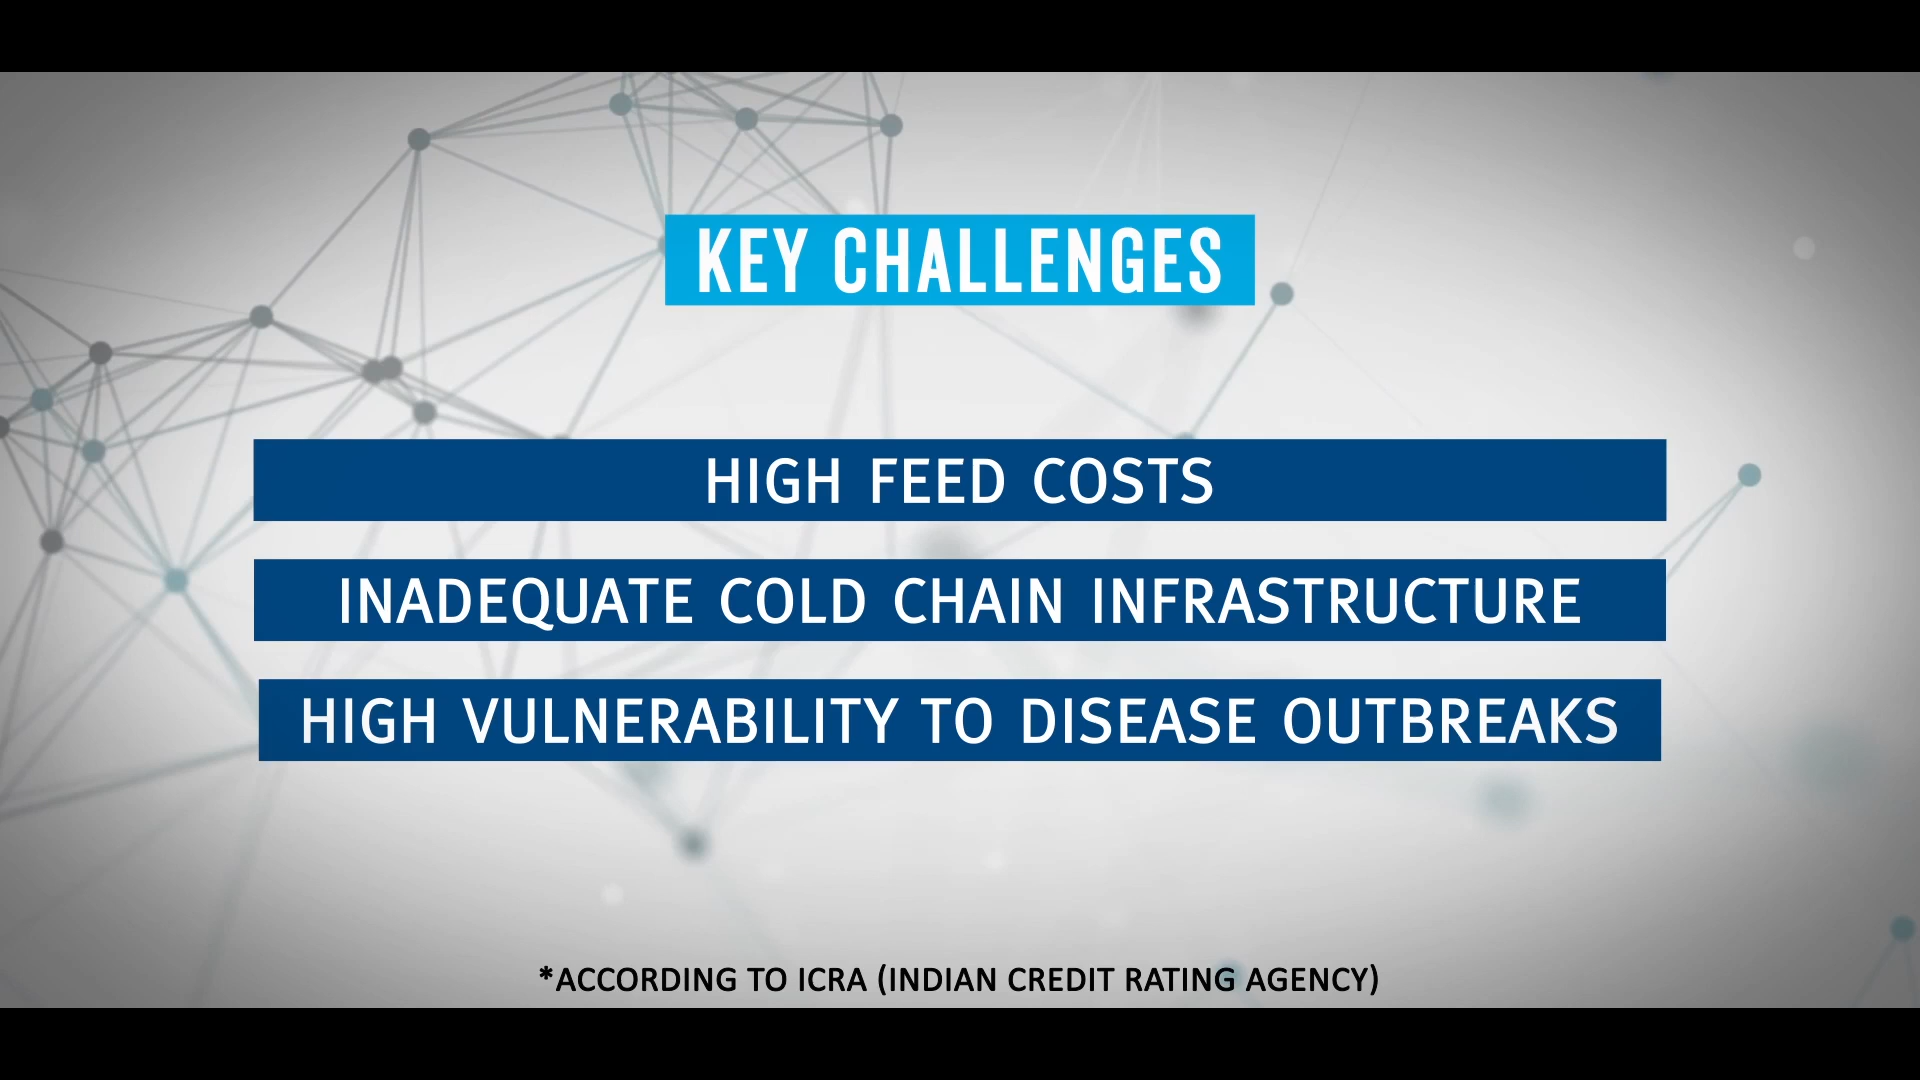 KEY CHALLENGES
HIGH FEED COSTS
INADEQUATE COLD CHAIN INFRASTRUCTURE
HIGH VULNERABILITY TO DISEASE OUTBREAKS
*ACCORDING TO ICRA (INDIAN CREDIT RATING AGENCY)